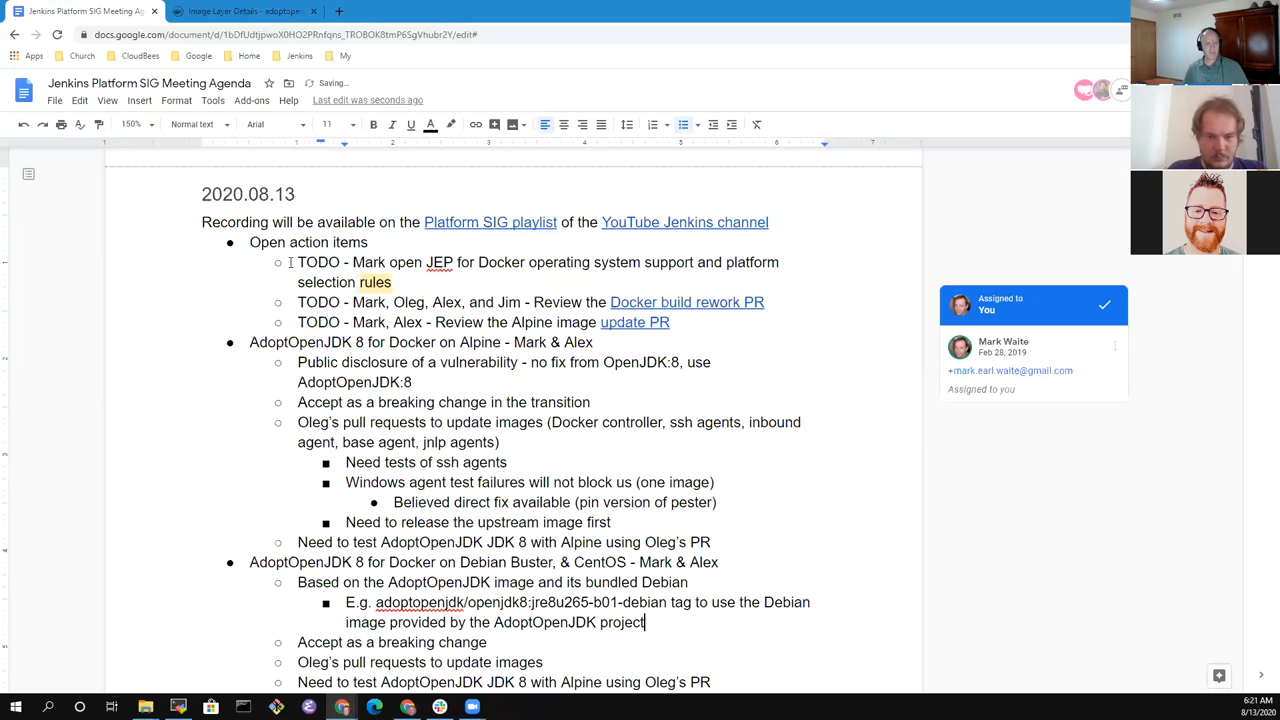 Jenkins Platform SIG Meeting Ag
Image Layer Details - adoptope
docs.google.com/document/d/1bDfUdtjpwoX0HO2PRnfqns_TROBOK8tmP6SgVhubr2Y/edit#
Apps Church CloudBees Google Home Jenkins My
Jenkins Platform SIG Meeting Agenda
Saving...
File Edit View Insert Format Tools Add-ons Help Last edit was seconds ago
150% Normal text Arial 11 B I U A
1 1 2 3 4 5 6 7
2020.08.13
Recording will be available on the Platform SIG playlist of the YouTube Jenkins channel
● Open action items
○ TODO - Mark open JEP for Docker operating system support and platform
selection rules
○ TODO - Mark, Oleg, Alex, and Jim - Review the Docker build rework PR
○ TODO - Mark, Alex - Review the Alpine image update PR
● AdoptOpenJDK 8 for Docker on Alpine - Mark & Alex
○ Public disclosure of a vulnerability - no fix from OpenJDK:8, use
AdoptOpenJDK:8
○ Accept as a breaking change in the transition
○ Oleg's pull requests to update images (Docker controller, ssh agents, inbound
agent, base agent, jnlp agents)
■ Need tests of ssh agents
■ Windows agent test failures will not block us (one image)
● Believed direct fix available (pin version of pester)
■ Need to release the upstream image first
○ Need to test AdoptOpenJDK JDK 8 with Alpine using Oleg's PR
● AdoptOpenJDK 8 for Docker on Debian Buster, & CentOS - Mark & Alex
○ Based on the AdoptOpenJDK image and its bundled Debian
■ E.g. adoptopenjdk/openjdk8:jre8u265-b01-debian tag to use the Debian
image provided by the AdoptOpenJDK project
○ Accept as a breaking change
○ Oleg's pull requests to update images
○ Need to test AdoptOpenJDK JDK 8 with Alpine using Oleg's PR
Assigned to
You
Mark Waite
Feb 28, 2019
+mark.earl.waite@gmail.com
Assigned to you
6:21 AM
8/13/2020